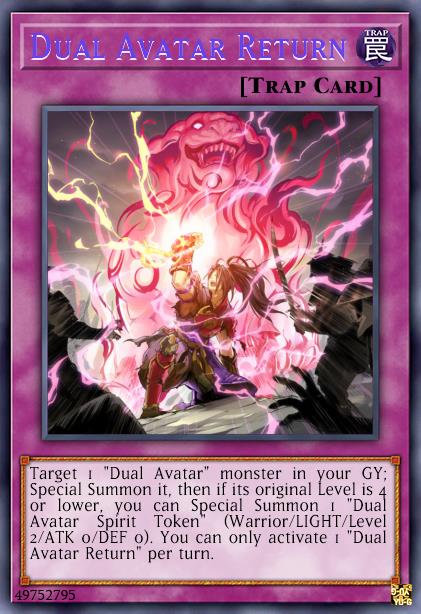 Dual Avatar Return
TRAP
罠
[Trap Card]
Target 1 "Dual Avatar" monster in your GY;
Special Summon it, then if its original Level is 4
or lower, you can Special Summon 1 "Dual
Avatar Spirit Token" (Warrior/LIGHT/Level
2/ATK 0/DEF 0). You can only activate 1 "Dual
Avatar Return" per turn.
49752795